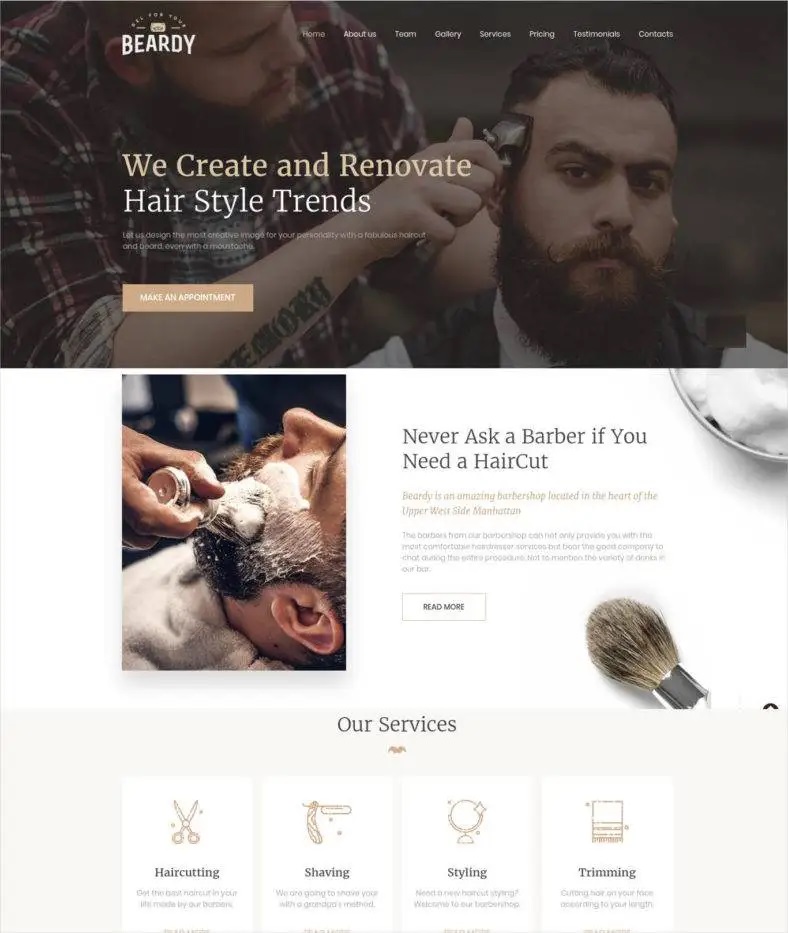 GEL FOR YOUR
BEARDY
Home About us Team Gallery Services Pricing Testimonials Contacts
We Create and Renovate
Hair Style Trends
Let us design the most creative image for your personality with a fabulous haircut
and beard, even with a moustache.
MAKE AN APPOINTMENT
Never Ask a Barber if You
Need a HairCut
Beardy is an amazing barbershop located in the heart of the
Upper West Side Manhattan
The barbers from our barbershop can not only provide you with the
most comfortable hairdresser services but bear the good company to
chat during the entire procedure. Not to mention the variety of drinks in
our bar.
READ MORE
Our Services
Haircutting
Get the best haircut in your
life made by our barbers.
Shaving
We are going to shave your
with a grandpa's method.
Styling
Need a new haircut styling?
Welcome to our barbershop.
Trimming
Cutting hair on your face
according to your length.